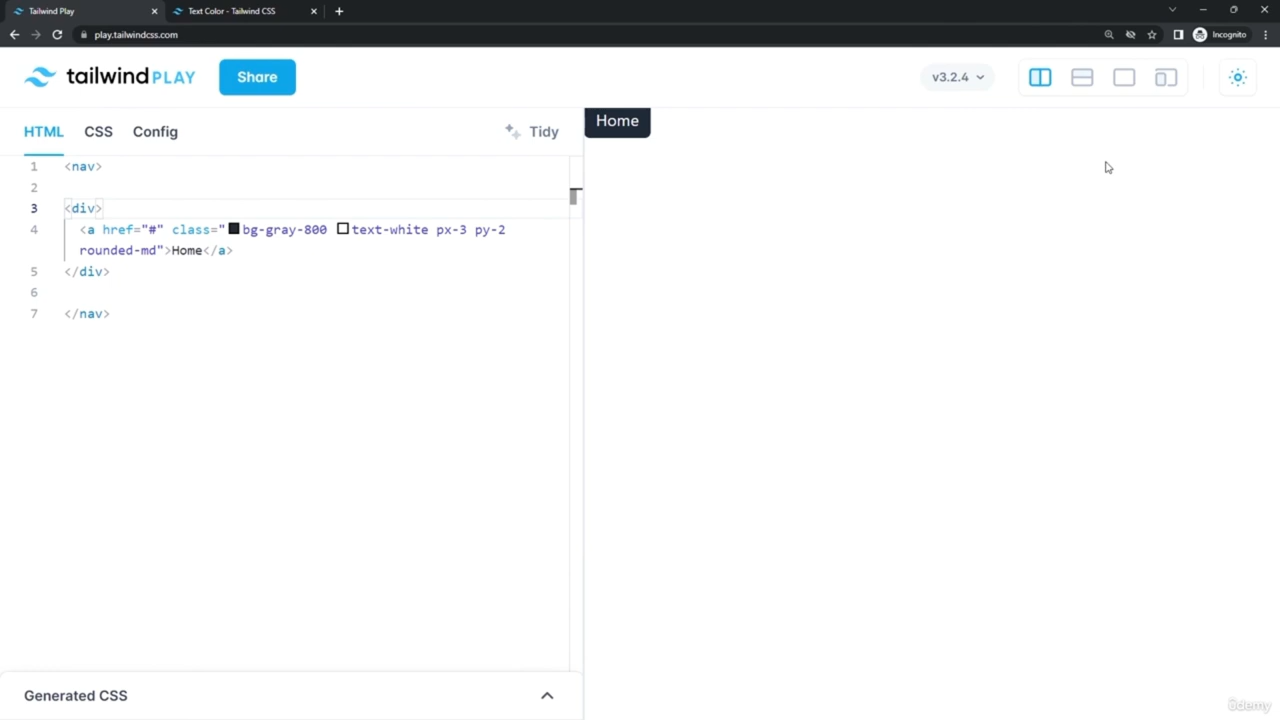 Tailwind Play
Text Color - Tailwind CSS
play.tailwindcss.com
Incognito
tailwind PLAY
Share
v3.2.4
HTML CSS Config
Tidy
Home
1 <nav>
2
3 <div>
4 <a href="#" class="bg-gray-800 text-white px-3 py-2
rounded-md">Home</a>
5 </div>
6
7 </nav>
Generated CSS
ûdemy